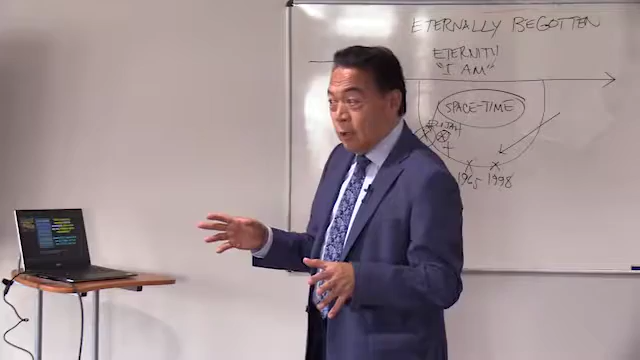 ETERNALLY BEGOTTEN
ETERNITY
"I AM"
SPACE-TIME
1965 1998